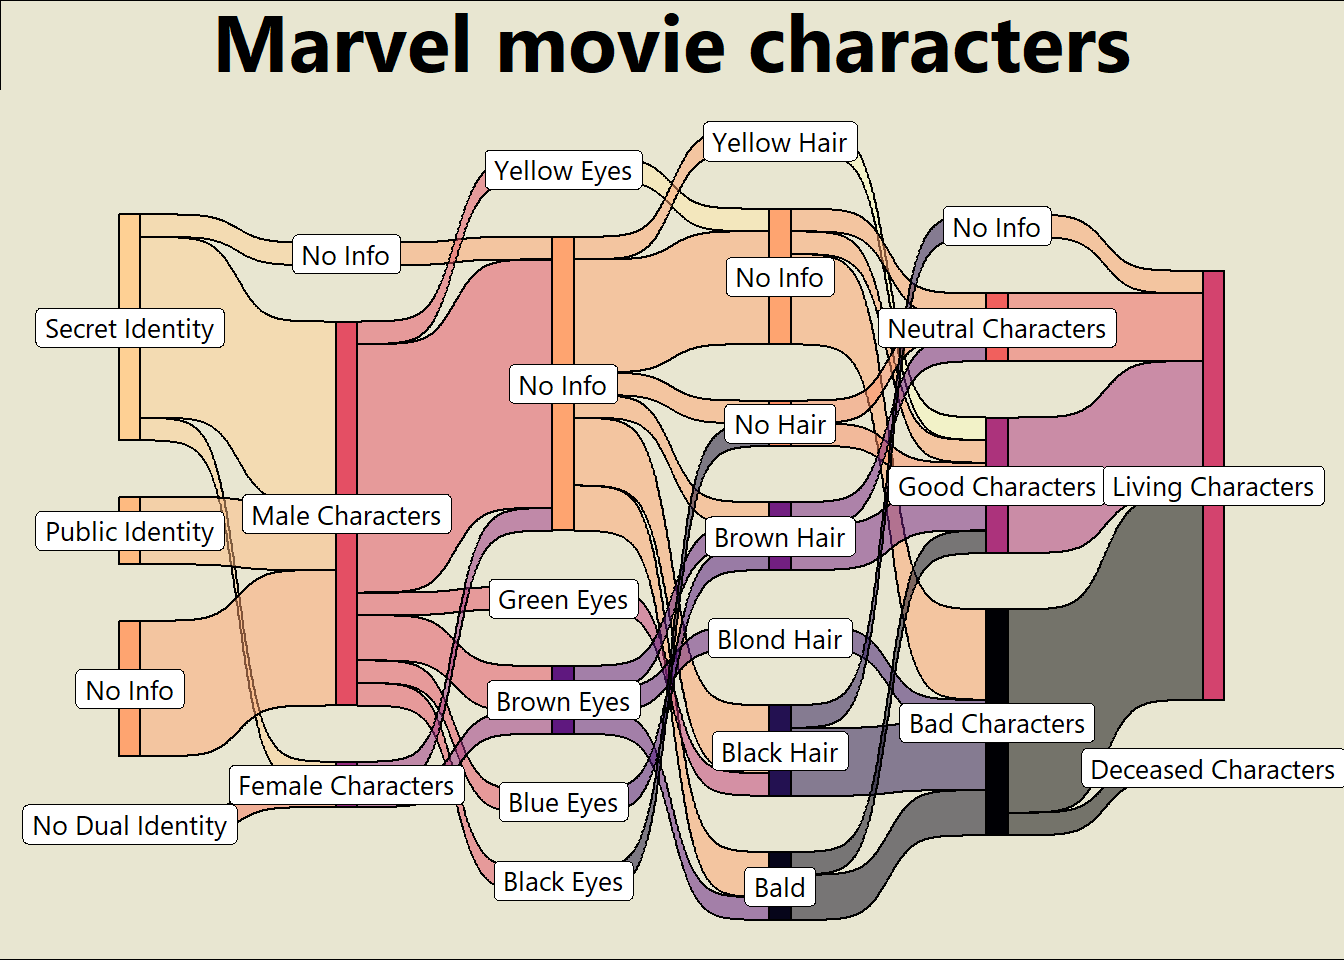 Marvel movie characters
Secret Identity
Public Identity
No Info
No Dual Identity
No Info
Male Characters
Female Characters
Yellow Eyes
No Info
Green Eyes
Brown Eyes
Blue Eyes
Black Eyes
Yellow Hair
No Info
No Hair
Brown Hair
Blond Hair
Black Hair
Bald
No Info
Neutral Characters
Good Characters
Bad Characters
Living Characters
Deceased Characters